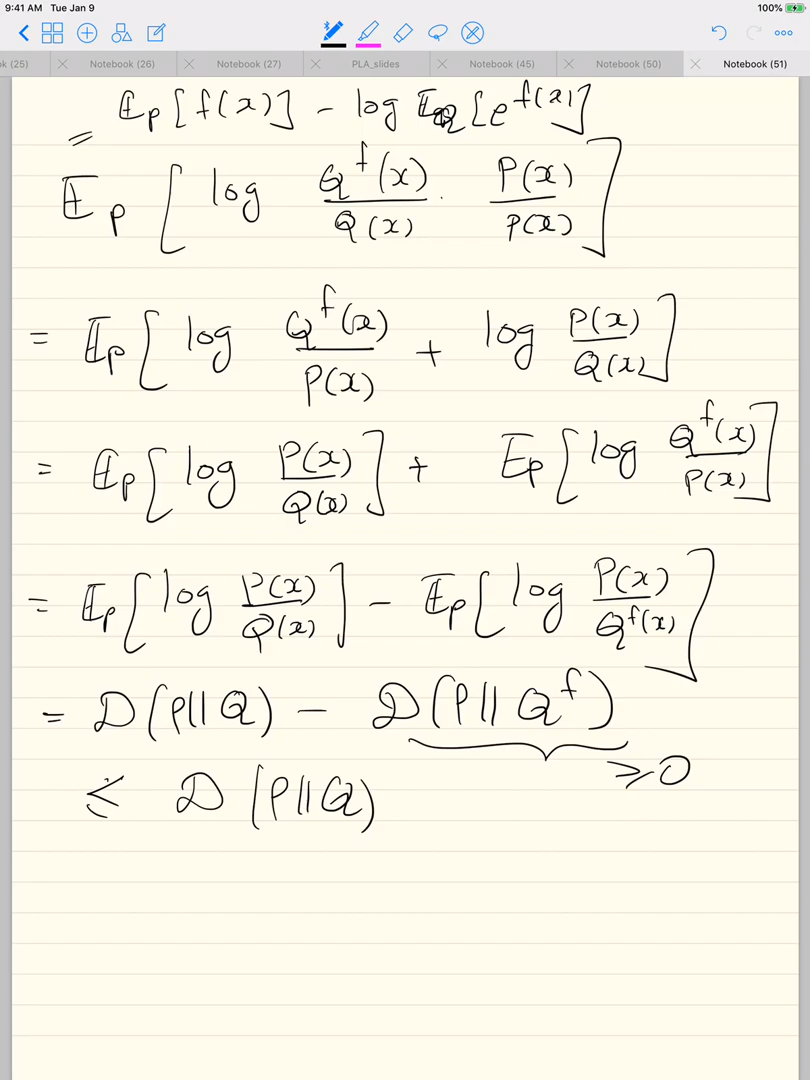 9:41 AM Tue Jan 9 100%
ok (25) Notebook (26) Notebook (27) PLA_slides Notebook (45) Notebook (50) Notebook (51)
𝔼_P[f(x)] − log 𝔼_Q[e^{f(x)}]
=
𝔼_P [ log Q^f(x)/Q(x) · P(x)/P(x) ]
= 𝔼_P [ log Q^f(x)/P(x) + log P(x)/Q(x) ]
= 𝔼_P [ log P(x)/Q(x) ] + 𝔼_P [ log Q^f(x)/P(x) ]
= 𝔼_P [ log P(x)/Q(x) ] − 𝔼_P [ log P(x)/Q^f(x) ]
= D(P||Q) − D(P||Q^f)
≥0
≤ D(P||Q)